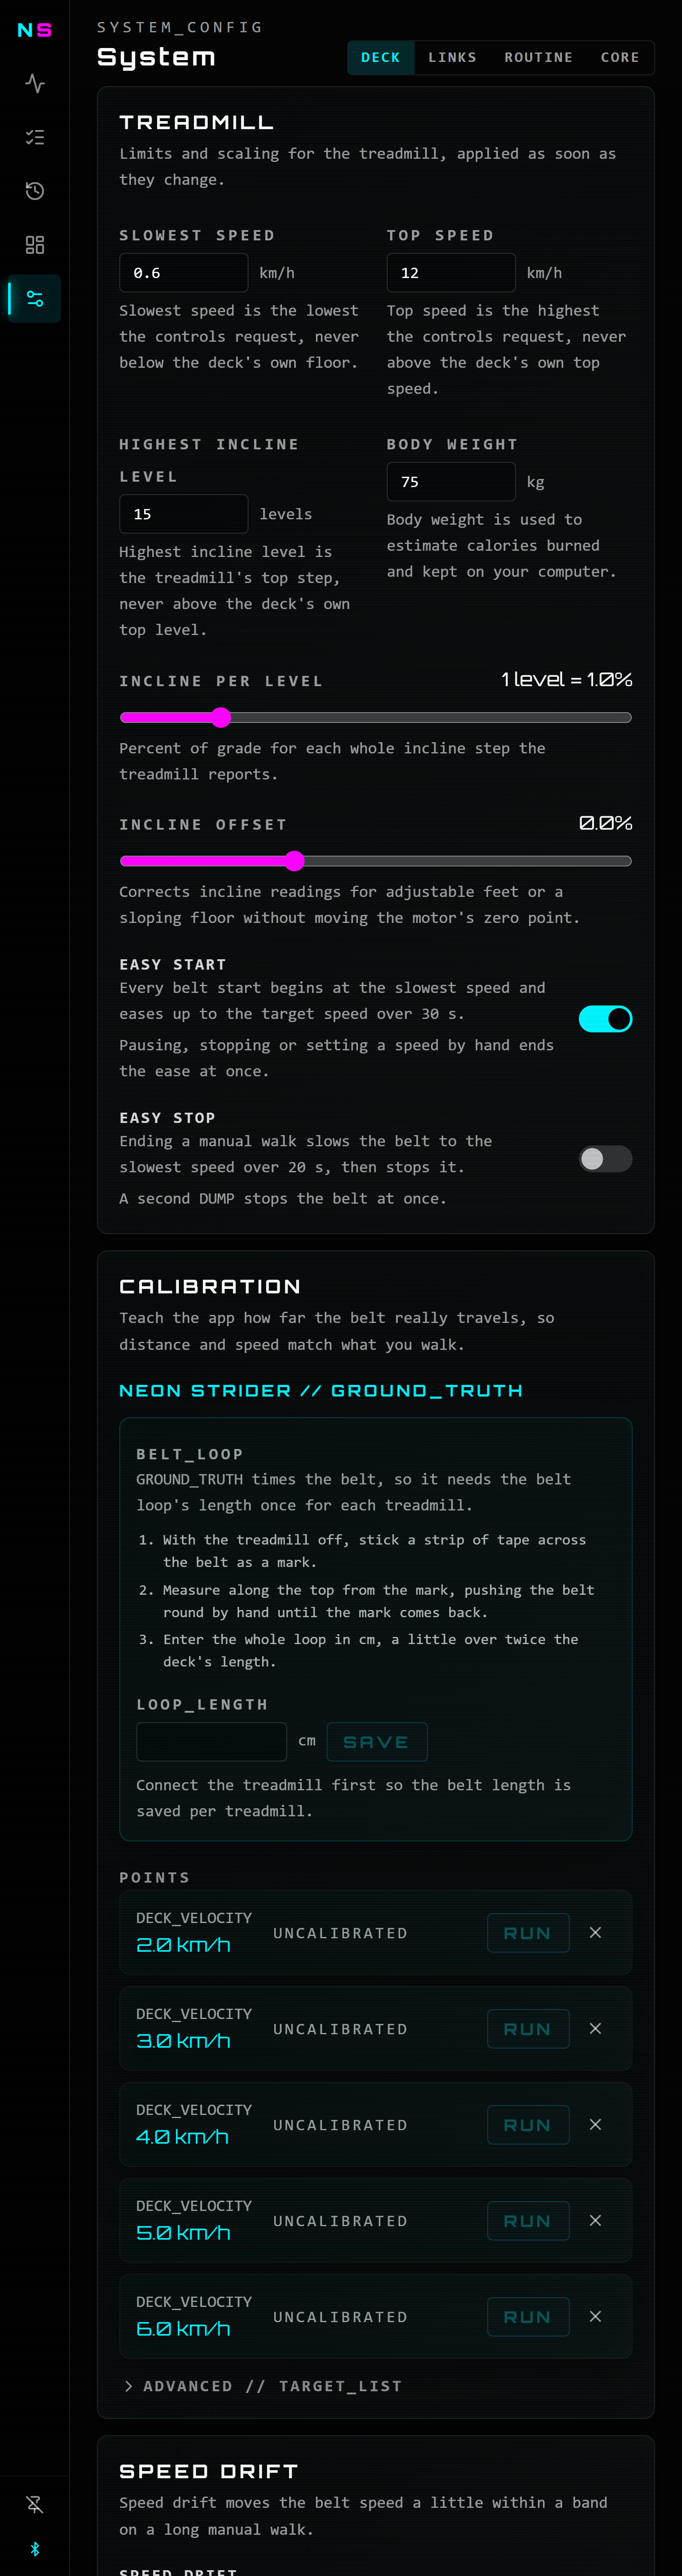 NS
SYSTEM_CONFIG
System
DECK LINKS ROUTINE CORE
TREADMILL
Limits and scaling for the treadmill, applied as soon as
they change.
SLOWEST SPEED
0.6 km/h
Slowest speed is the lowest
the controls request, never
below the deck's own floor.
TOP SPEED
12 km/h
Top speed is the highest
the controls request, never
above the deck's own top
speed.
HIGHEST INCLINE
LEVEL
15 levels
Highest incline level is
the treadmill's top step,
never above the deck's own
top level.
BODY WEIGHT
75 kg
Body weight is used to
estimate calories burned
and kept on your computer.
INCLINE PER LEVEL 1 level = 1.0%
Percent of grade for each whole incline step the
treadmill reports.
INCLINE OFFSET 0.0%
Corrects incline readings for adjustable feet or a
sloping floor without moving the motor's zero point.
EASY START
Every belt start begins at the slowest speed and
eases up to the target speed over 30 s.
Pausing, stopping or setting a speed by hand ends
the ease at once.
EASY STOP
Ending a manual walk slows the belt to the
slowest speed over 20 s, then stops it.
A second DUMP stops the belt at once.
CALIBRATION
Teach the app how far the belt really travels, so
distance and speed match what you walk.
NEON STRIDER // GROUND_TRUTH
BELT_LOOP
GROUND_TRUTH times the belt, so it needs the belt
loop's length once for each treadmill.
1. With the treadmill off, stick a strip of tape across
the belt as a mark.
2. Measure along the top from the mark, pushing the belt
round by hand until the mark comes back.
3. Enter the whole loop in cm, a little over twice the
deck's length.
LOOP_LENGTH
cm SAVE
Connect the treadmill first so the belt length is
saved per treadmill.
POINTS
DECK_VELOCITY
2.0 km/h UNCALIBRATED RUN
DECK_VELOCITY
3.0 km/h UNCALIBRATED RUN
DECK_VELOCITY
4.0 km/h UNCALIBRATED RUN
DECK_VELOCITY
5.0 km/h UNCALIBRATED RUN
DECK_VELOCITY
6.0 km/h UNCALIBRATED RUN
ADVANCED // TARGET_LIST
SPEED DRIFT
Speed drift moves the belt speed a little within a band
on a long manual walk.
SPEED DRIFT